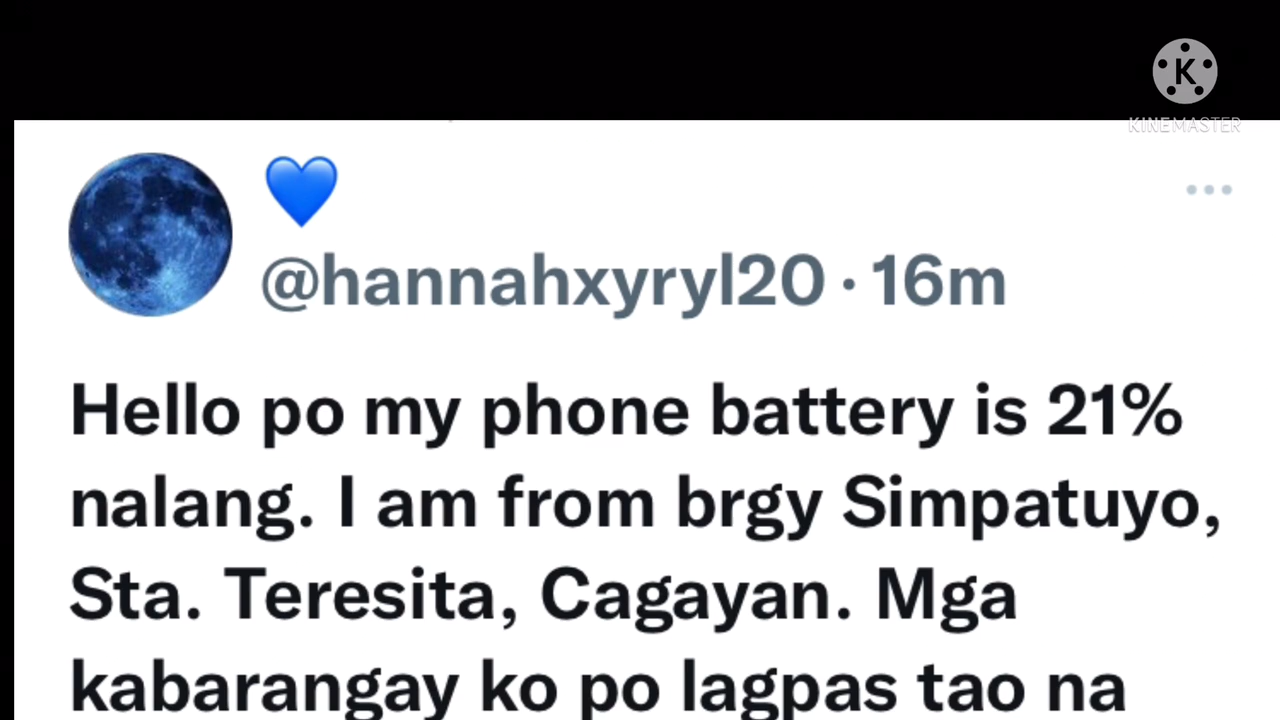 K
KINEMASTER
💙
@hannahxyryl20 · 16m
Hello po my phone battery is 21%
nalang. I am from brgy Simpatuyo,
Sta. Teresita, Cagayan. Mga
kabarangay ko po lagpas tao na